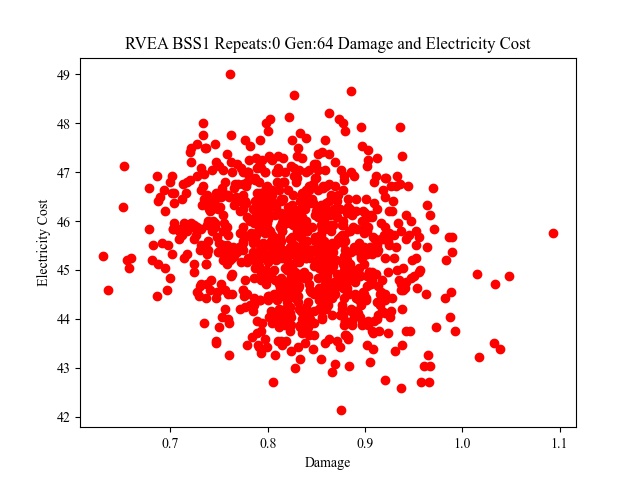 RVEA BSS1 Repeats:0 Gen:64 Damage and Electricity Cost
49
48
47
46
45
44
43
42
Electricity Cost
0.7 0.8 0.9 1.0 1.1
Damage